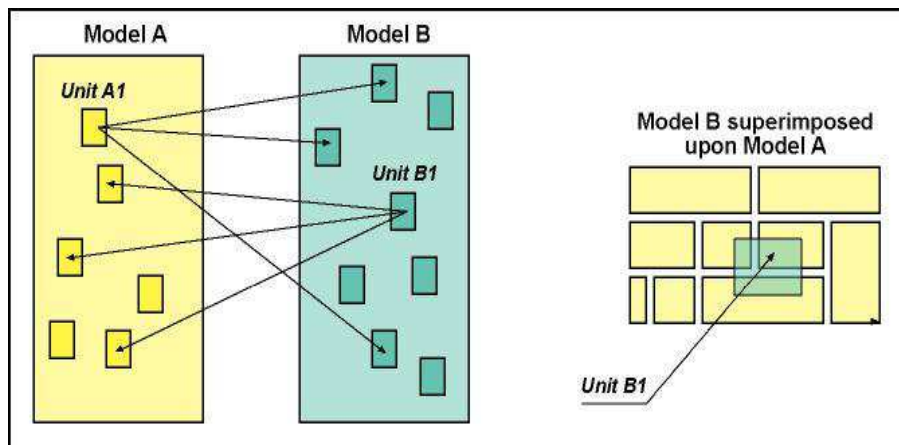 Model A
Model B
Unit A1
Unit B1
Model B superimposed
upon Model A
Unit B1